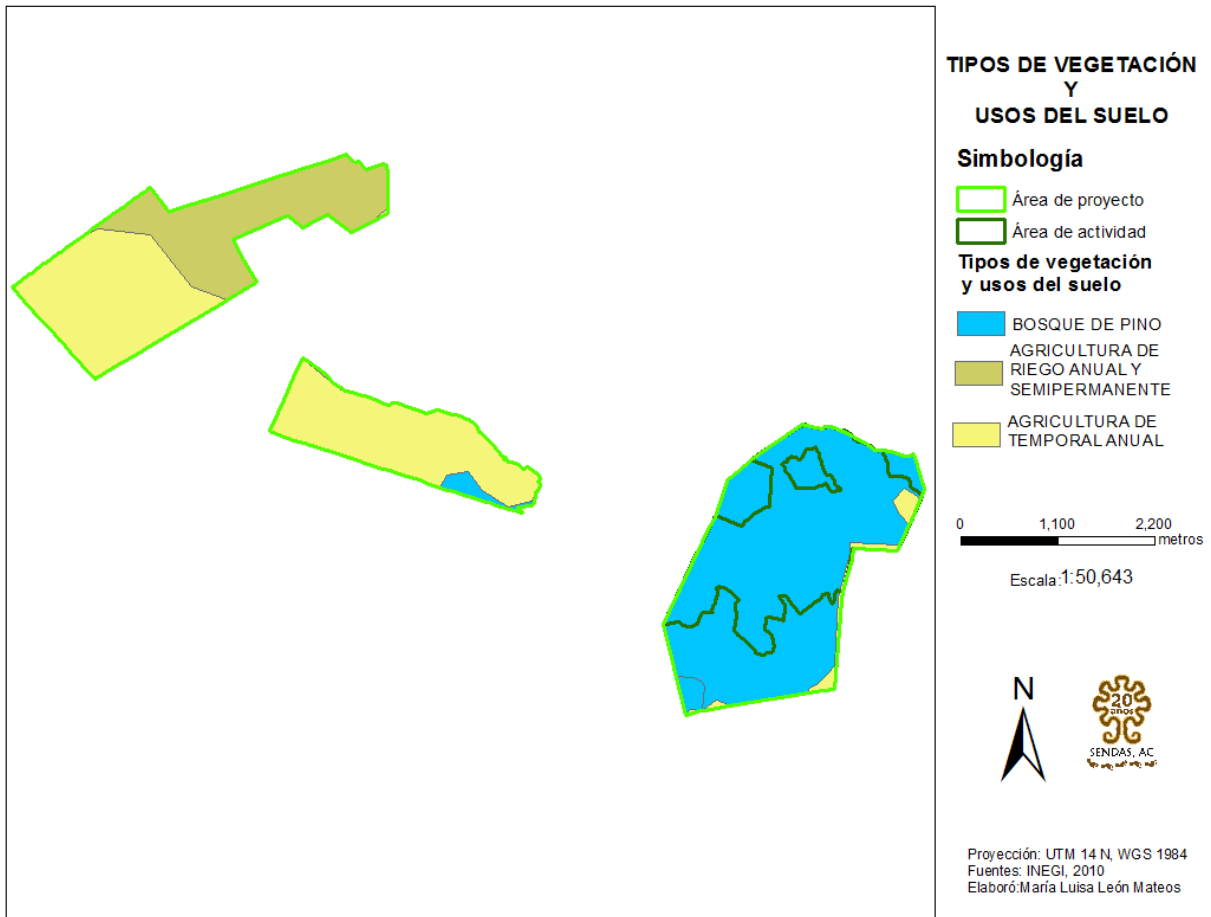 TIPOS DE VEGETACIÓN
Y
USOS DEL SUELO
Simbología
Área de proyecto
Área de actividad
Tipos de vegetación
y usos del suelo
BOSQUE DE PINO
AGRICULTURA DE
RIEGO ANUAL Y
SEMIPERMANENTE
AGRICULTURA DE
TEMPORAL ANUAL
0 1,100 2,200
metros
Escala:1:50,643
N
20
años
SENDAS, AC
Proyección: UTM 14 N, WGS 1984
Fuentes: INEGI, 2010
Elaboró:María Luisa León Mateos